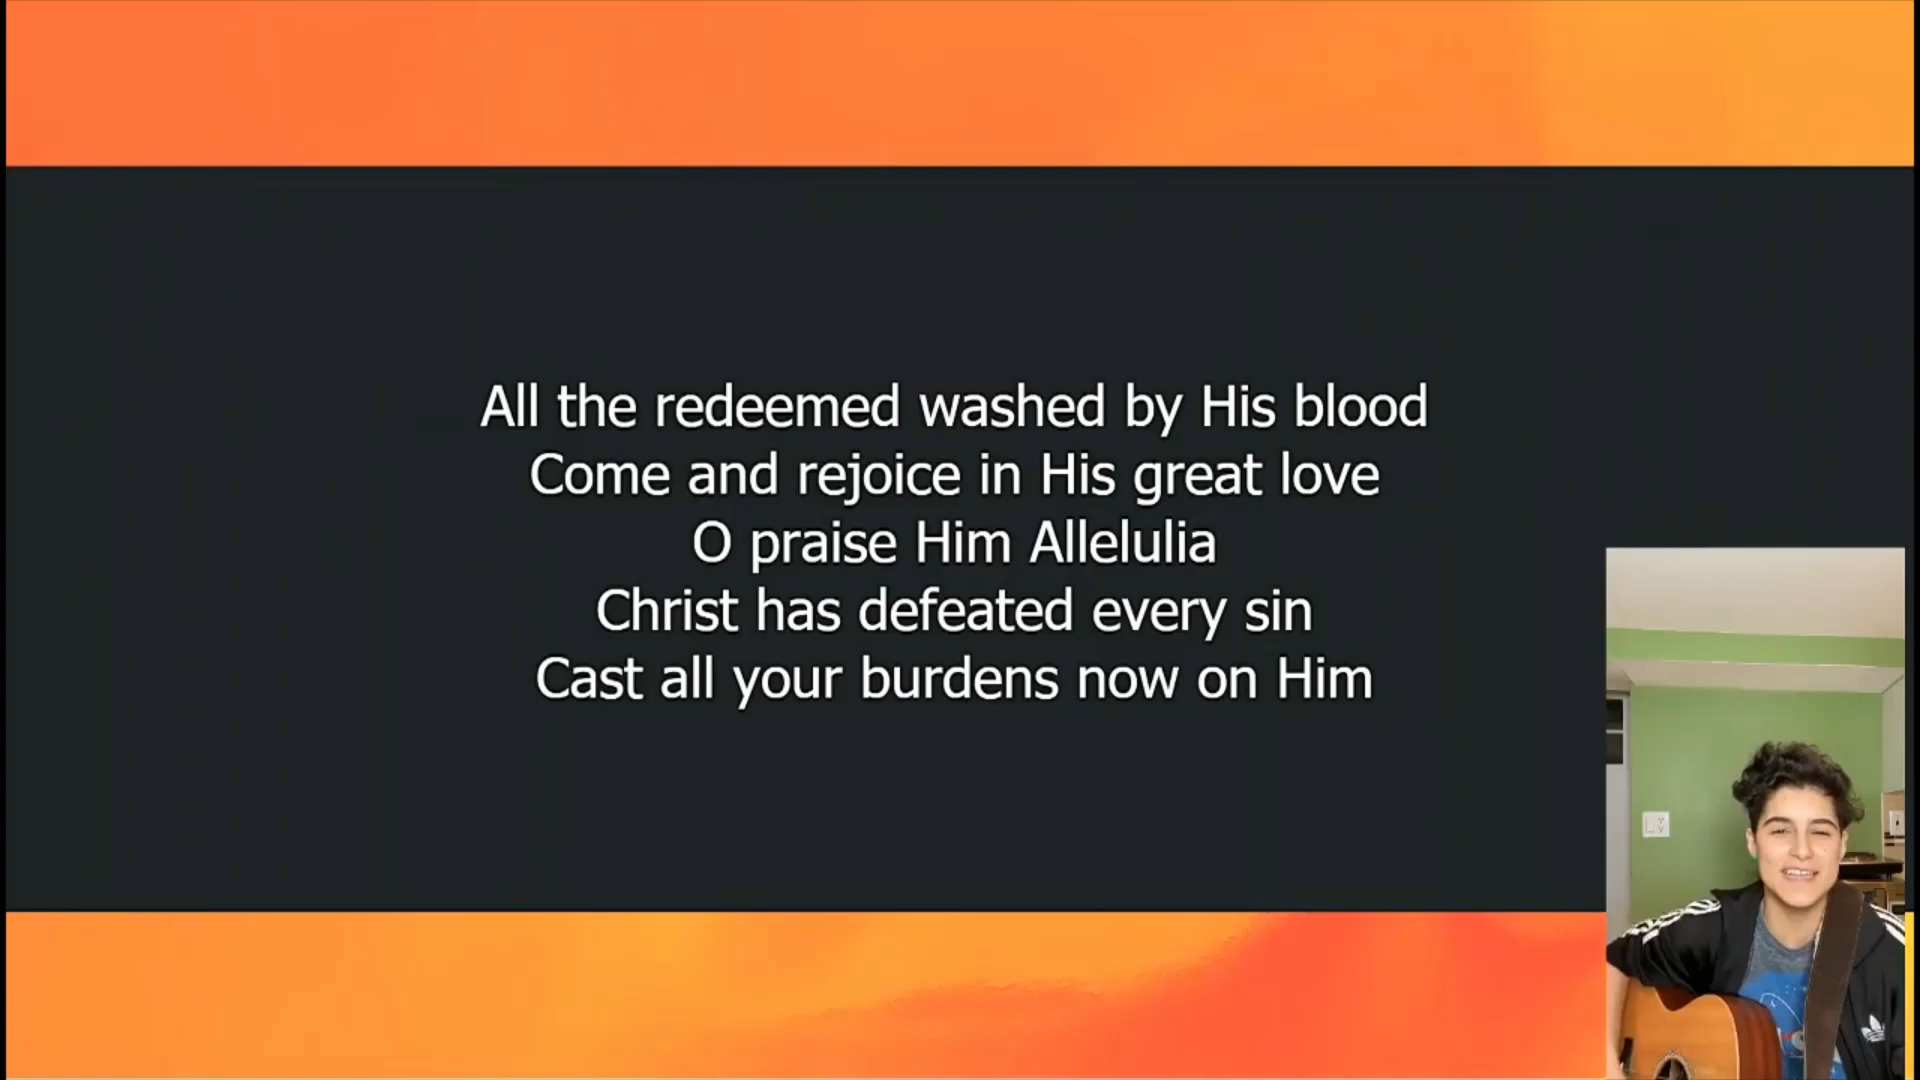 All the redeemed washed by His blood
Come and rejoice in His great love
O praise Him Allelulia
Christ has defeated every sin
Cast all your burdens now on Him